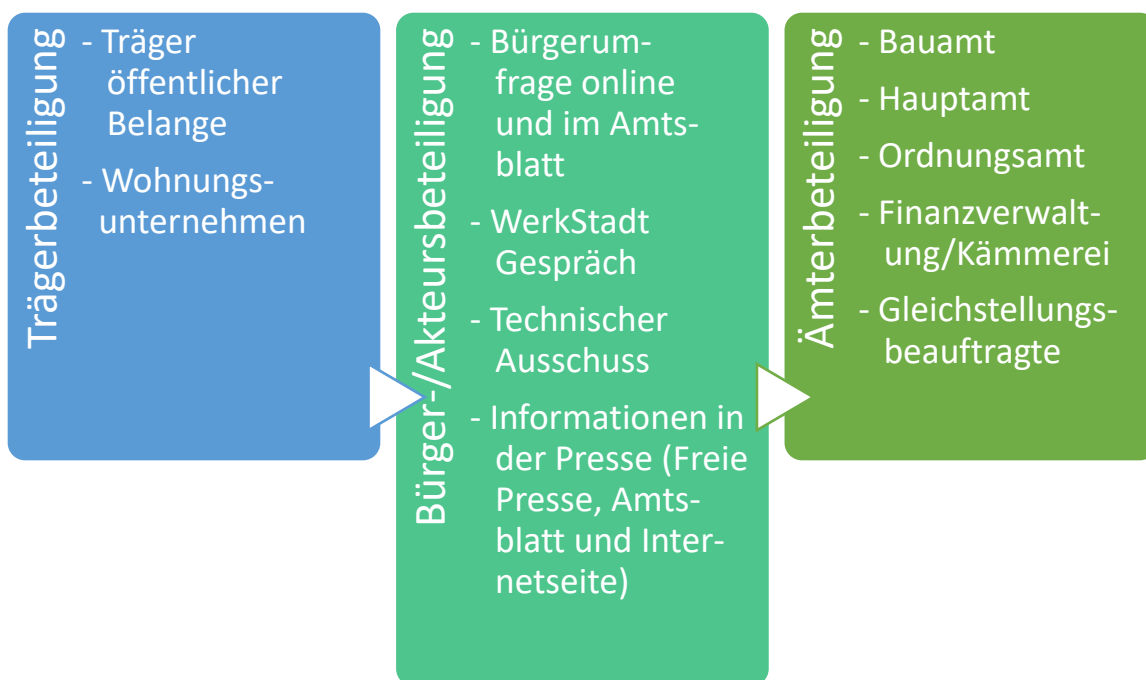 Trägerbeteiligung
- Träger
öffentlicher
Belange
- Wohnungs-
unternehmen
Bürger-/Akteursbeteiligung
- Bürgerum-
frage online
und im Amts-
blatt
- WerkStadt
Gespräch
- Technischer
Ausschuss
- Informationen in
der Presse (Freie
Presse, Amts-
blatt und Inter-
netseite)
Ämterbeteiligung
- Bauamt
- Hauptamt
- Ordnungsamt
- Finanzverwalt-
ung/Kämmerei
- Gleichstellungs-
beauftragte